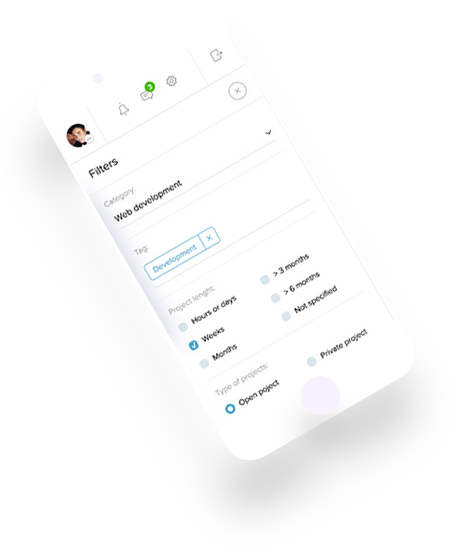 3
Filters
Category:
Web development
Tag:
Development
Project lenght:
Hours or days
> 3 months
Weeks
> 6 months
Months
Not specified
Type of projects:
Open poject
Private project